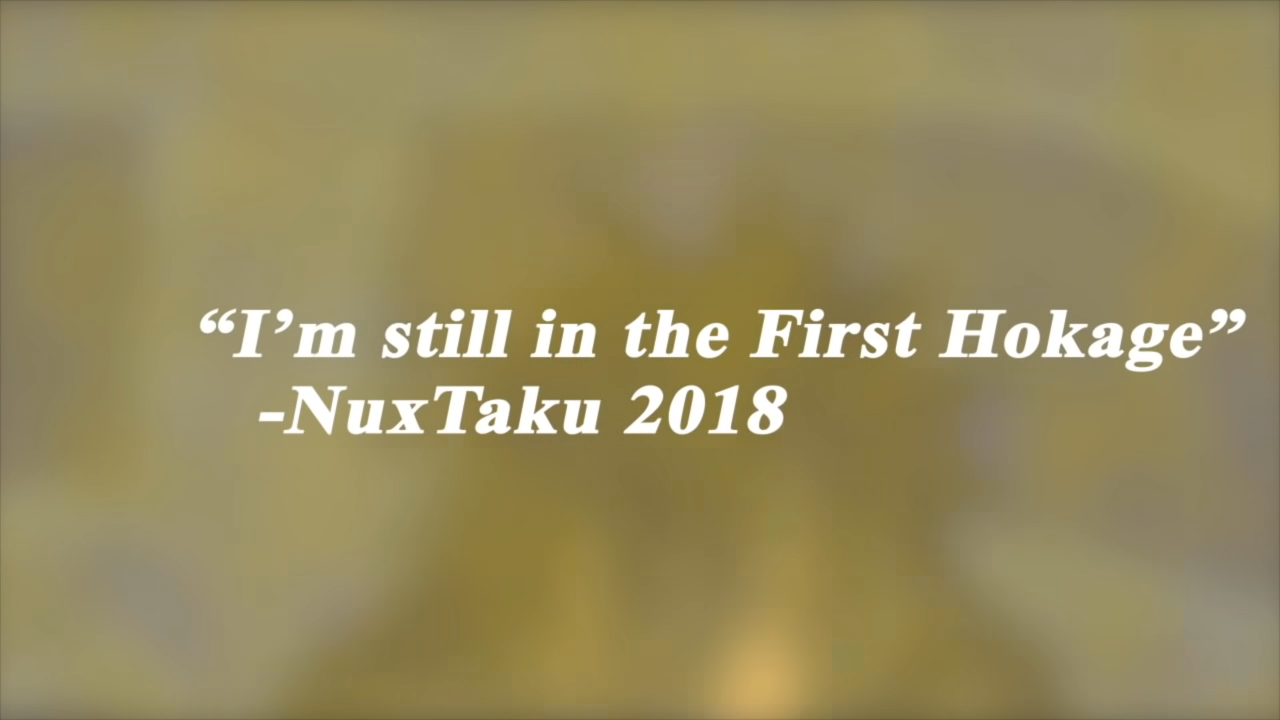 “I’m still in the First Hokage”
-NuxTaku 2018